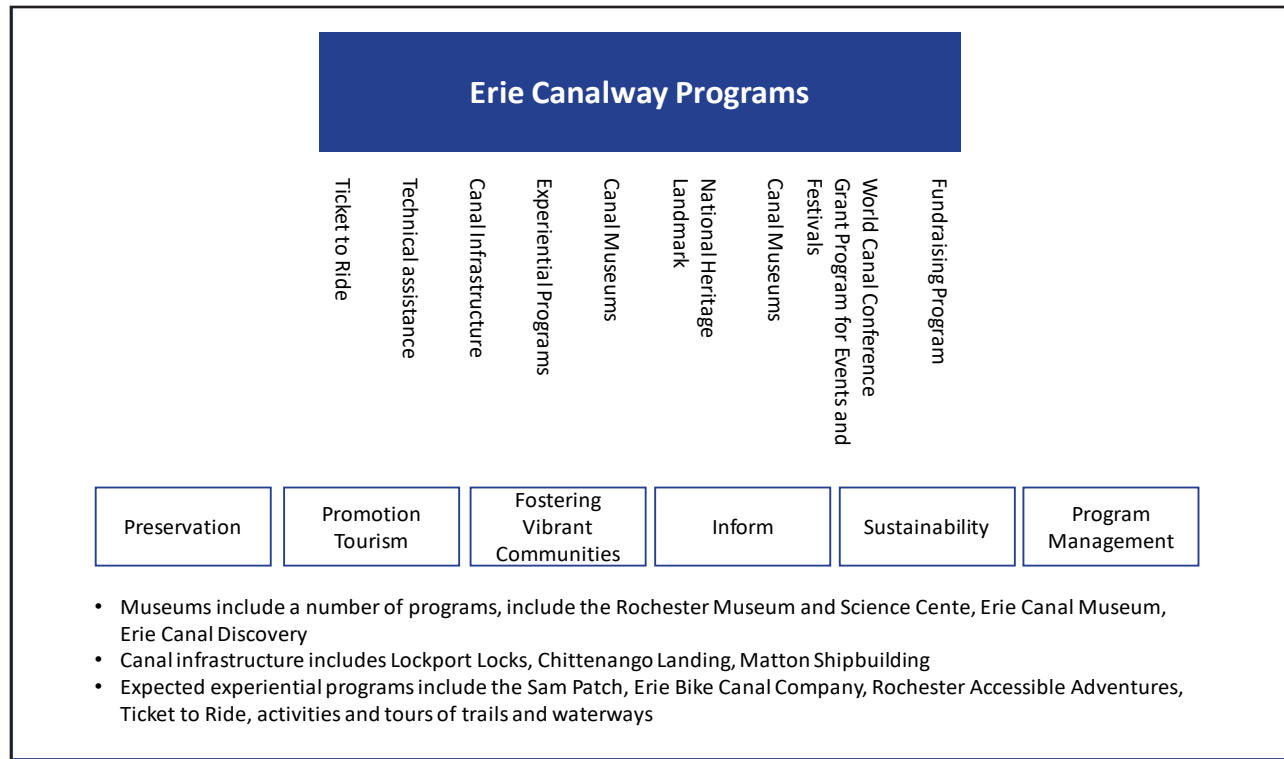 Erie Canalway Programs
Ticket to Ride
Technical assistance
Canal Infrastructure
Experiential Programs
Canal Museums
National Heritage
Landmark
Canal Museums
World Canal Conference
Grant Program for Events and
Festivals
Fundraising Program
Preservation
Promotion
Tourism
Fostering
Vibrant
Communities
Inform
Sustainability
Program
Management
• Museums include a number of programs, include the Rochester Museum and Science Cente, Erie Canal Museum,
Erie Canal Discovery
• Canal infrastructure includes Lockport Locks, Chittenango Landing, Matton Shipbuilding
• Expected experiential programs include the Sam Patch, Erie Bike Canal Company, Rochester Accessible Adventures,
Ticket to Ride, activities and tours of trails and waterways